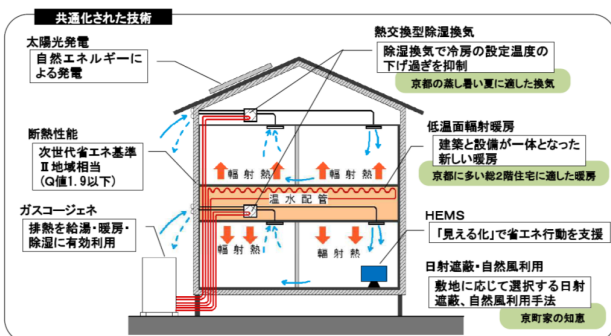 共通化された技術
太陽光発電
自然エネルギーに
よる発電
熱交換型除湿換気
除湿換気で冷房の設定温度の
下げ過ぎを抑制
京都の蒸し暑い夏に適した換気
断熱性能
次世代省エネ基準
Ⅱ地域相当
(Q値1.9以下)
低温面輻射暖房
建築と設備が一体となった
新しい暖房
京都に多い総2階住宅に適した暖房
輻射熱
輻射熱
温水配管
ガスコージェネ
排熱を給湯・暖房・
除湿に有効利用
輻射熱
輻射熱
HEMS
「見える化」で省エネ行動を支援
日射遮蔽・自然風利用
敷地に応じて選択する日射
遮蔽、自然風利用手法
京町家の知恵